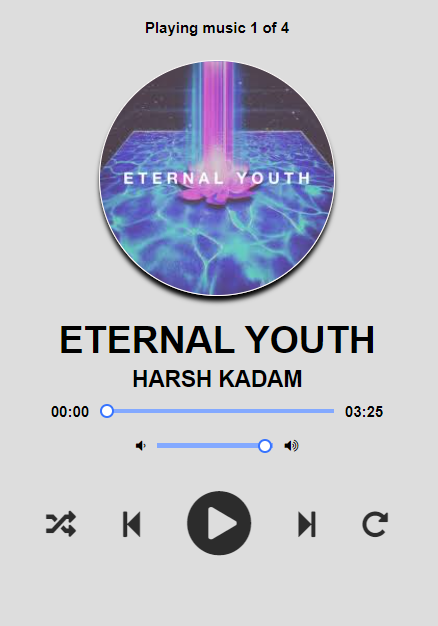 Playing music 1 of 4
ETERNAL YOUTH
ETERNAL YOUTH
HARSH KADAM
00:00 03:25